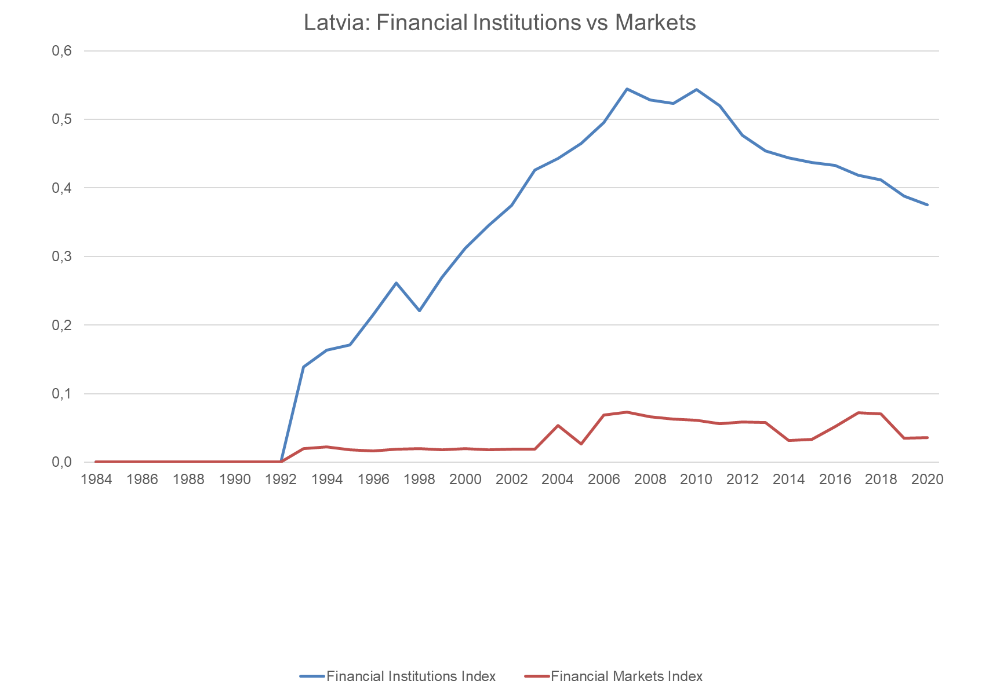 Latvia: Financial Institutions vs Markets
0,6
0,5
0,4
0,3
0,2
0,1
0,0
1984 1986 1988 1990 1992 1994 1996 1998 2000 2002 2004 2006 2008 2010 2012 2014 2016 2018 2020
Financial Institutions Index Financial Markets Index